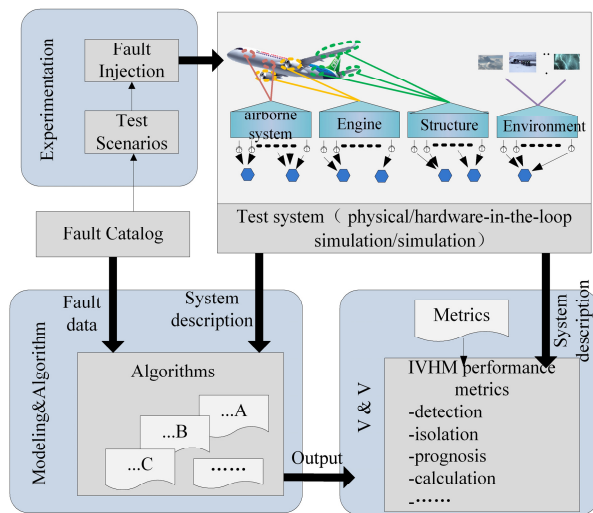 Experimentation
Fault
Injection
Test
Scenarios
Fault Catalog
airborne
system
Engine
Structure
Environment
Test system（ physical/hardware-in-the-loop
simulation/simulation）
Fault
data
System
description
System
description
Modeling&Algorithm
Algorithms
...A
...B
...C
……
Output
V & V
Metrics
IVHM performance
metrics
-detection
-isolation
-prognosis
-calculation
-……